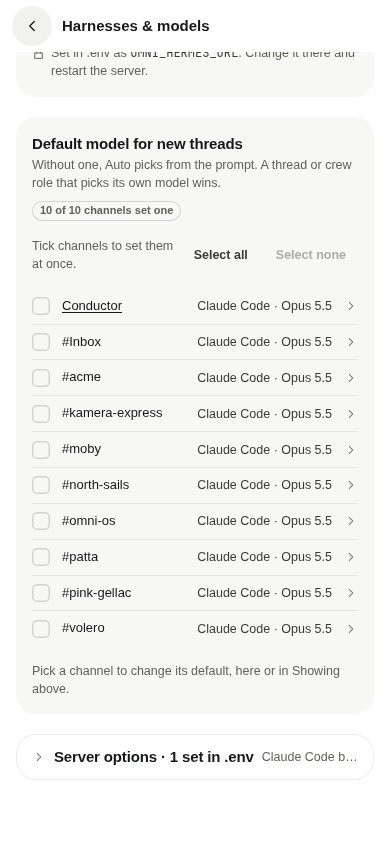 Harnesses & models
Set in .env as OMNI_HERMES_URL. Change it there and
restart the server.
Default model for new threads
Without one, Auto picks from the prompt. A thread or crew
role that picks its own model wins.
10 of 10 channels set one
Tick channels to set them
at once.
Select all
Select none
Conductor Claude Code · Opus 5.5
#Inbox Claude Code · Opus 5.5
#acme Claude Code · Opus 5.5
#kamera-express Claude Code · Opus 5.5
#moby Claude Code · Opus 5.5
#north-sails Claude Code · Opus 5.5
#omni-os Claude Code · Opus 5.5
#patta Claude Code · Opus 5.5
#pink-gellac Claude Code · Opus 5.5
#volero Claude Code · Opus 5.5
Pick a channel to change its default, here or in Showing
above.
Server options · 1 set in .env Claude Code b…